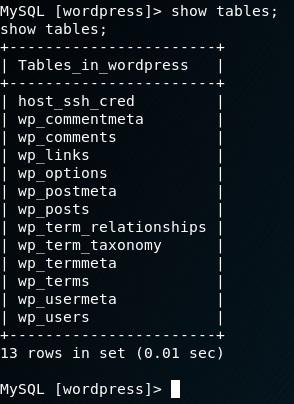 MySQL [wordpress]> show tables;
show tables;
+-----------------------+
| Tables_in_wordpress   |
+-----------------------+
| host_ssh_cred         |
| wp_commentmeta        |
| wp_comments           |
| wp_links              |
| wp_options            |
| wp_postmeta           |
| wp_posts              |
| wp_term_relationships |
| wp_term_taxonomy      |
| wp_termmeta           |
| wp_terms              |
| wp_usermeta           |
| wp_users              |
+-----------------------+
13 rows in set (0.01 sec)
MySQL [wordpress]>